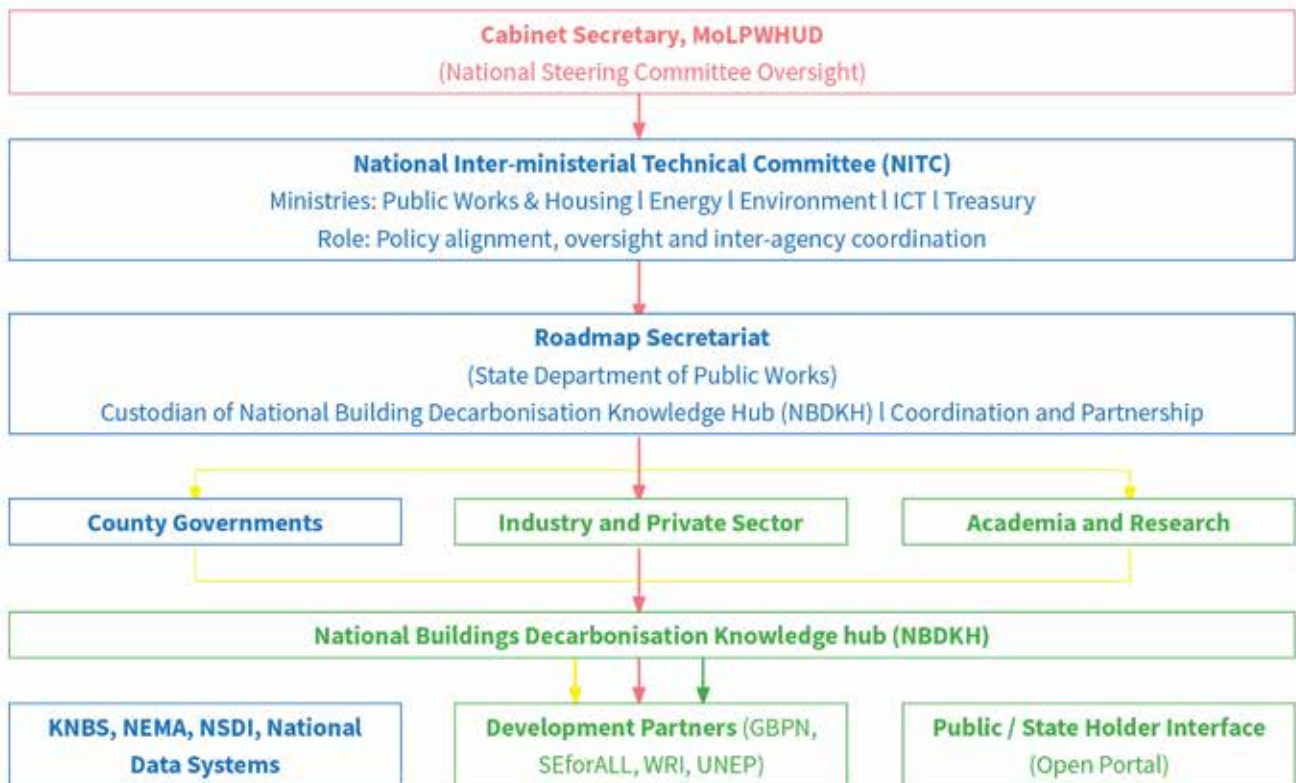 Cabinet Secretary, MoLPWHUD
(National Steering Committee Oversight)
National Inter-ministerial Technical Committee (NITC)
Ministries: Public Works & Housing l Energy l Environment l ICT l Treasury
Role: Policy alignment, oversight and inter-agency coordination
Roadmap Secretariat
(State Department of Public Works)
Custodian of National Building Decarbonisation Knowledge Hub (NBDKH) l Coordination and Partnership
County Governments
Industry and Private Sector
Academia and Research
National Buildings Decarbonisation Knowledge hub (NBDKH)
KNBS, NEMA, NSDI, National
Data Systems
Development Partners (GBPN,
SEforALL, WRI, UNEP)
Public / State Holder Interface
(Open Portal)